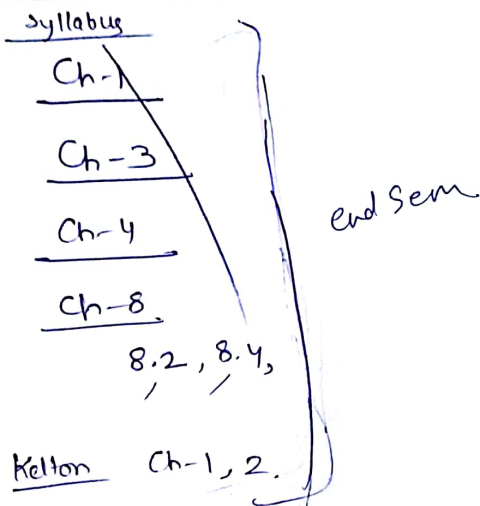 Syllabus
Ch-1
Ch-3
Ch-4
Ch-8.
8.2, 8.4,
end Sem
Kelton Ch-1, 2.